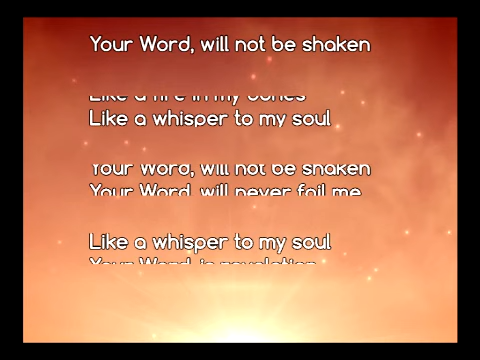 Your Word, will not be shaken
Like a fire in my bones
Like a whisper to my soul
Your Word, will not be shaken
Your Word, will never fail me
Like a whisper to my soul
Your Word, is revelation